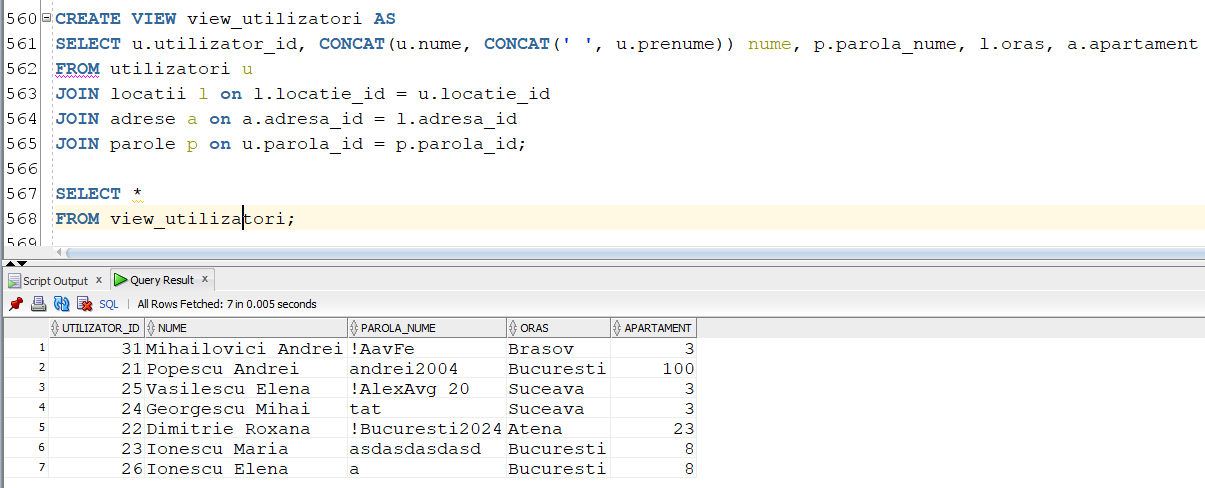 560 CREATE VIEW view_utilizatori AS
561 SELECT u.utilizator_id, CONCAT(u.nume, CONCAT(' ', u.prenume)) nume, p.parola_nume, l.oras, a.apartament
562 FROM utilizatori u
563 JOIN locatii l on l.locatie_id = u.locatie_id
564 JOIN adrese a on a.adresa_id = l.adresa_id
565 JOIN parole p on u.parola_id = p.parola_id;
566
567 SELECT *
568 FROM view_utilizatori;
569
Script Output x Query Result x
SQL | All Rows Fetched: 7 in 0.005 seconds
UTILIZATOR_ID NUME PAROLA_NUME ORAS APARTAMENT
1 31 Mihailovici Andrei !AavFe Brasov 3
2 21 Popescu Andrei andrei2004 Bucuresti 100
3 25 Vasilescu Elena !AlexAvg 20 Suceava 3
4 24 Georgescu Mihai tat Suceava 3
5 22 Dimitrie Roxana !Bucuresti2024 Atena 23
6 23 Ionescu Maria asdasdasdasd Bucuresti 8
7 26 Ionescu Elena a Bucuresti 8